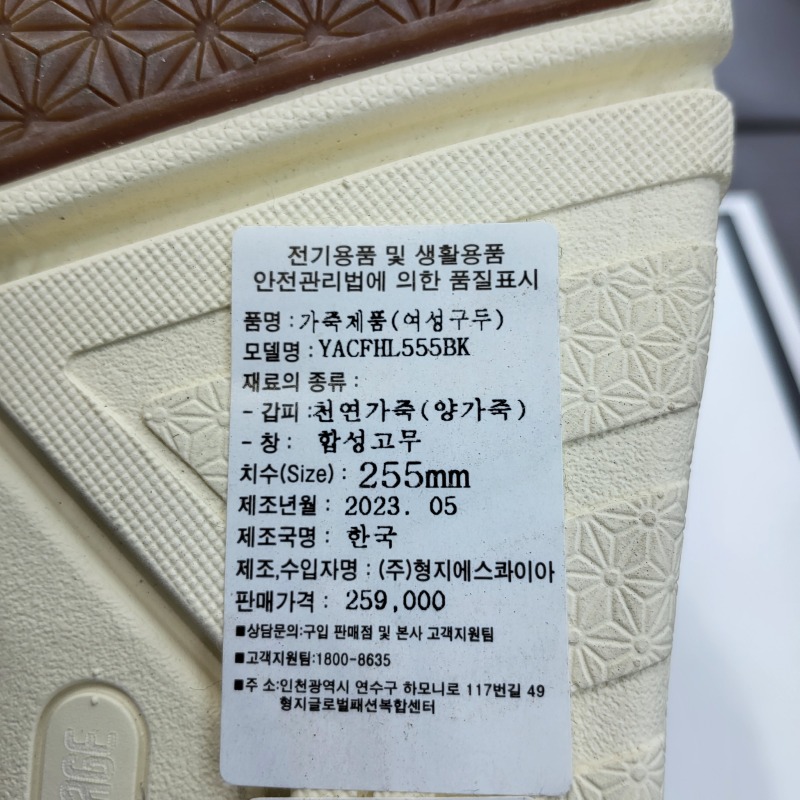 전기용품 및 생활용품
안전관리법에 의한 품질표시
품명 : 가죽제품(여성구두)
모델명 : YACFHL555BK
재료의 종류 :
- 갑피 : 천연가죽(양가죽)
- 창 : 합성고무
치수(Size) : 255mm
제조년월 : 2023. 05
제조국명 : 한국
제조,수입자명 : (주)형지에스콰이아
판매가격 : 259,000
■상담문의:구입 판매점 및 본사 고객지원팀
■고객지원팀:1800-8635
■주 소:인천광역시 연수구 하모니로 117번길 49
형지글로벌패션복합센터